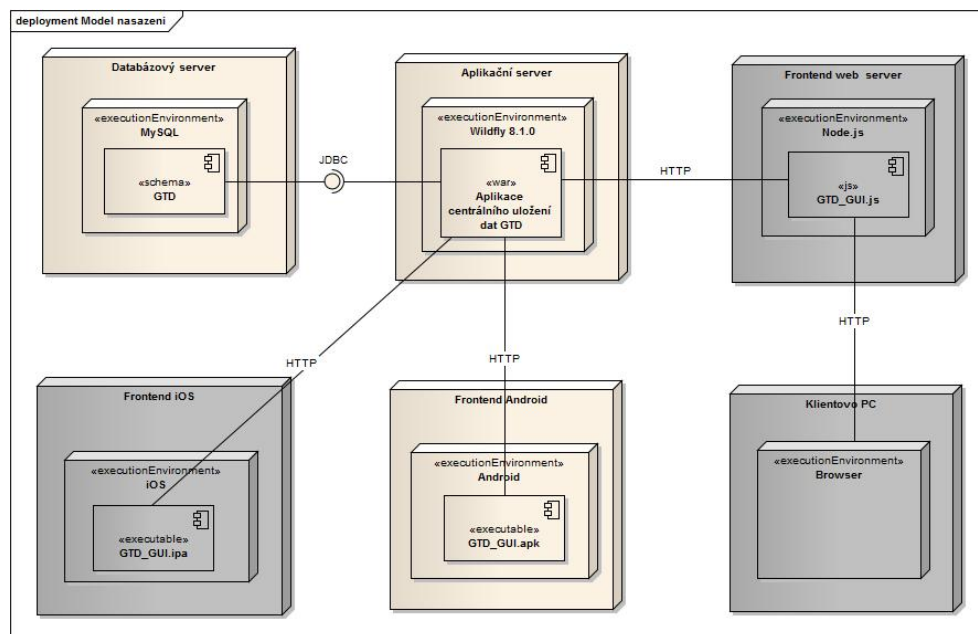 deployment Model nasazení
Databázový server
«executionEnvironment»
MySQL
«schema»
GTD
JDBC
Aplikační server
«executionEnvironment»
Wildfly 8.1.0
«war»
Aplikace
centrálního uložení
dat GTD
HTTP
Frontend web server
«executionEnvironment»
Node.js
«js»
GTD_GUI.js
HTTP
HTTP
HTTP
Frontend iOS
«executionEnvironment»
iOS
«executable»
GTD_GUI.ipa
Frontend Android
«executionEnvironment»
Android
«executable»
GTD_GUI.apk
Klientovo PC
«executionEnvironment»
Browser